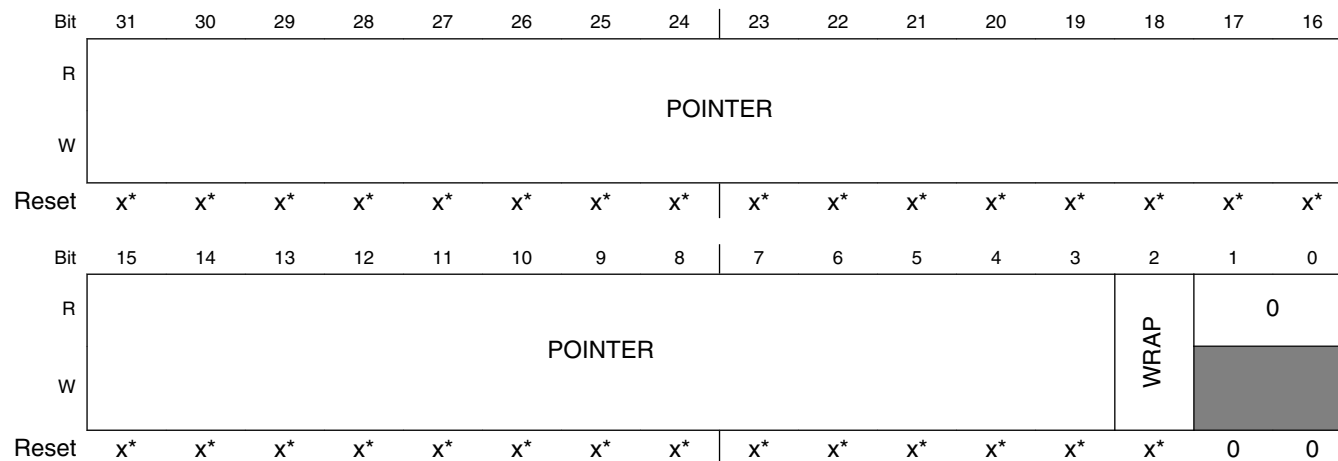 Bit 31 30 29 28 27 26 25 24 23 22 21 20 19 18 17 16
R
POINTER
W
Reset x* x* x* x* x* x* x* x* x* x* x* x* x* x* x* x*
Bit 15 14 13 12 11 10 9 8 7 6 5 4 3 2 1 0
R 0
POINTER WRAP
W
Reset x* x* x* x* x* x* x* x* x* x* x* x* x* x* 0 0